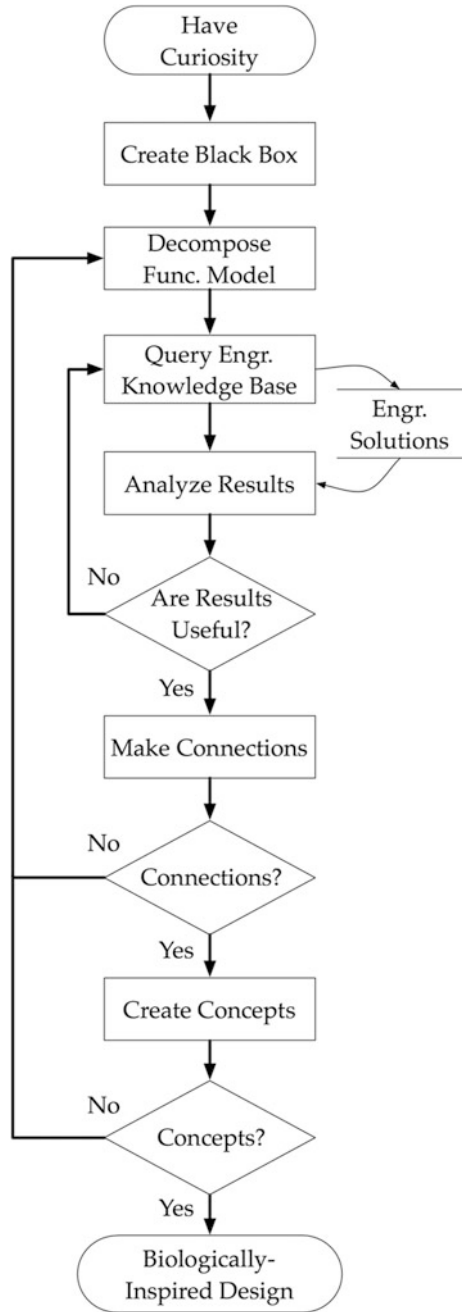 Have
Curiosity
Create Black Box
Decompose
Func. Model
Query Engr.
Knowledge Base
Engr.
Solutions
Analyze Results
No
Are Results
Useful?
Yes
Make Connections
No
Connections?
Yes
Create Concepts
No
Concepts?
Yes
Biologically-
Inspired Design